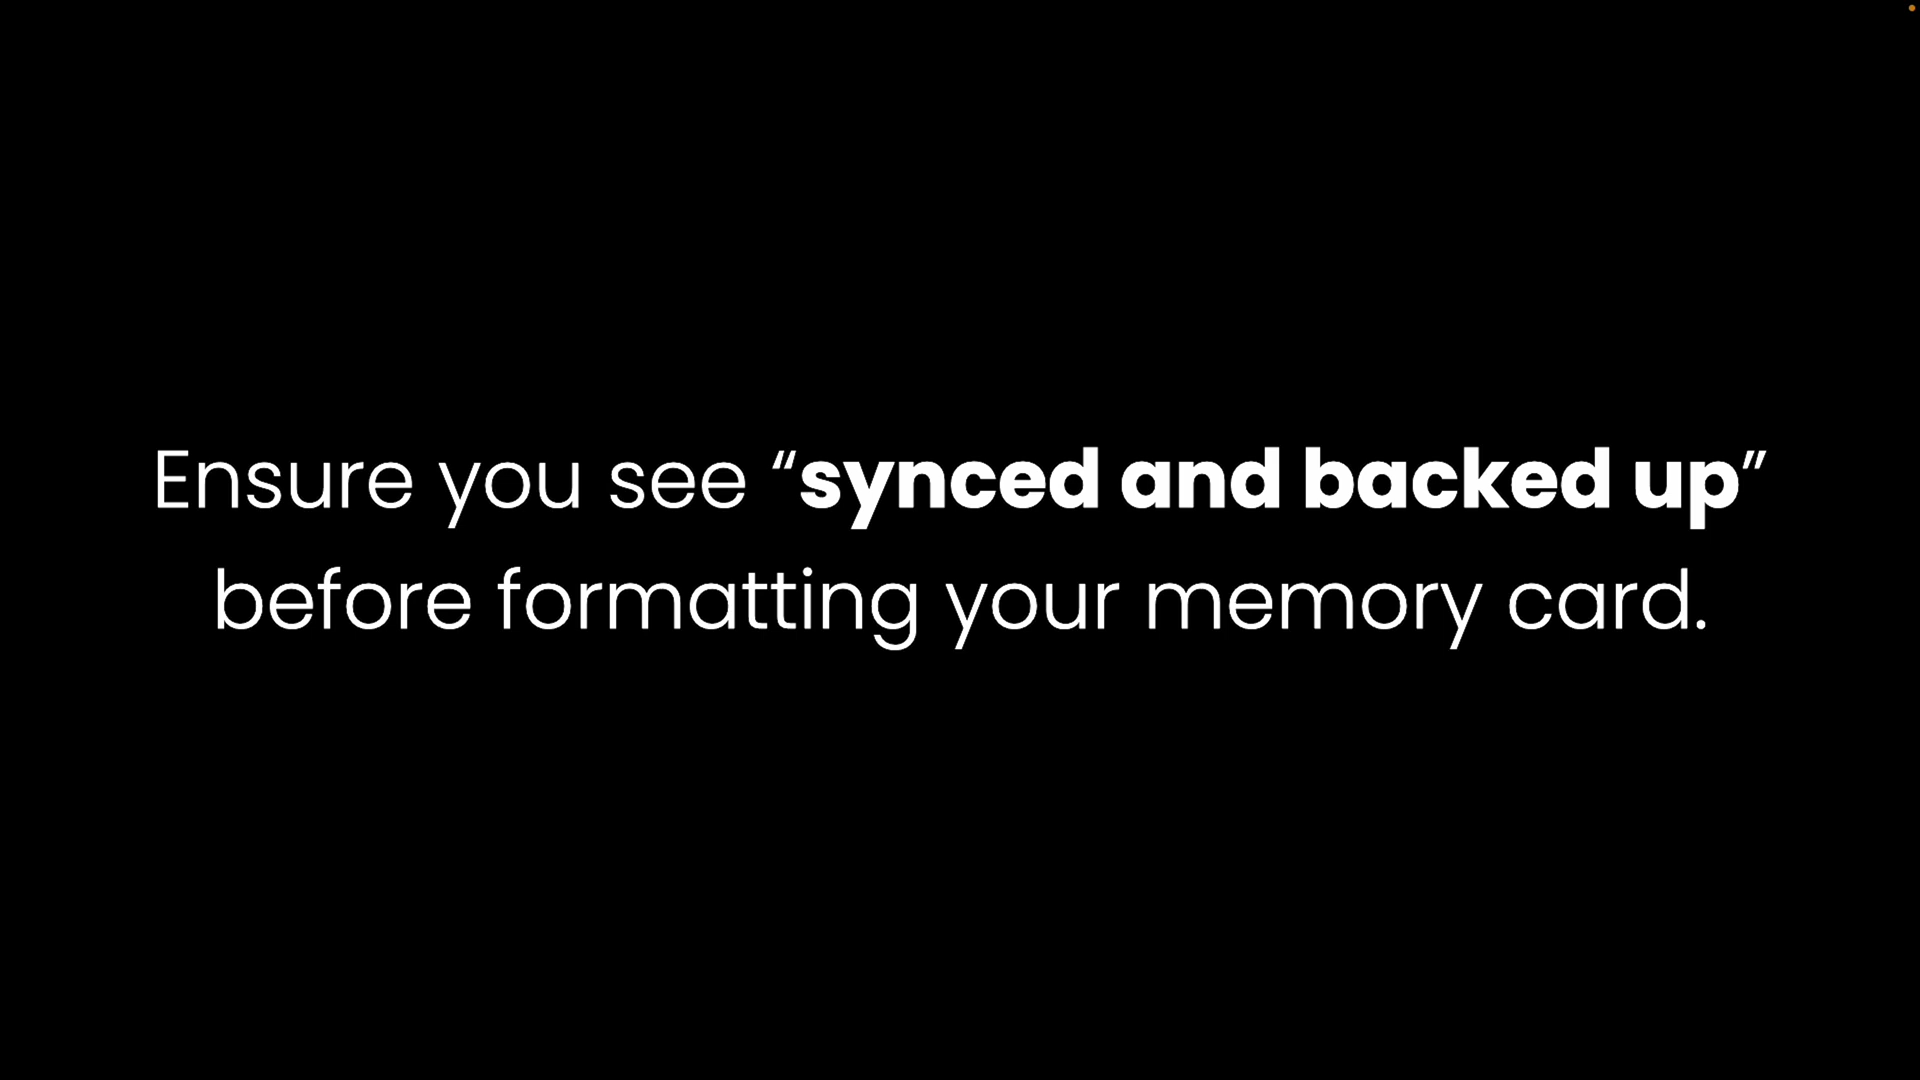 Ensure you see “synced and backed up”
before formatting your memory card.